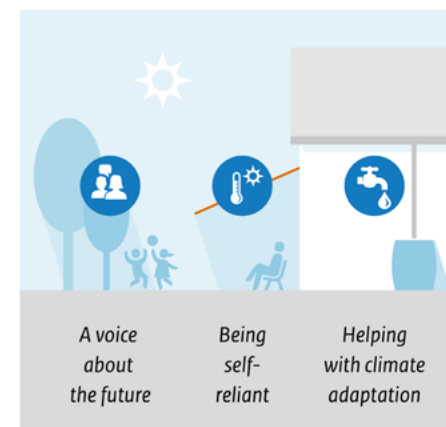 A voice
about
the future
Being
self-
reliant
Helping
with climate
adaptation